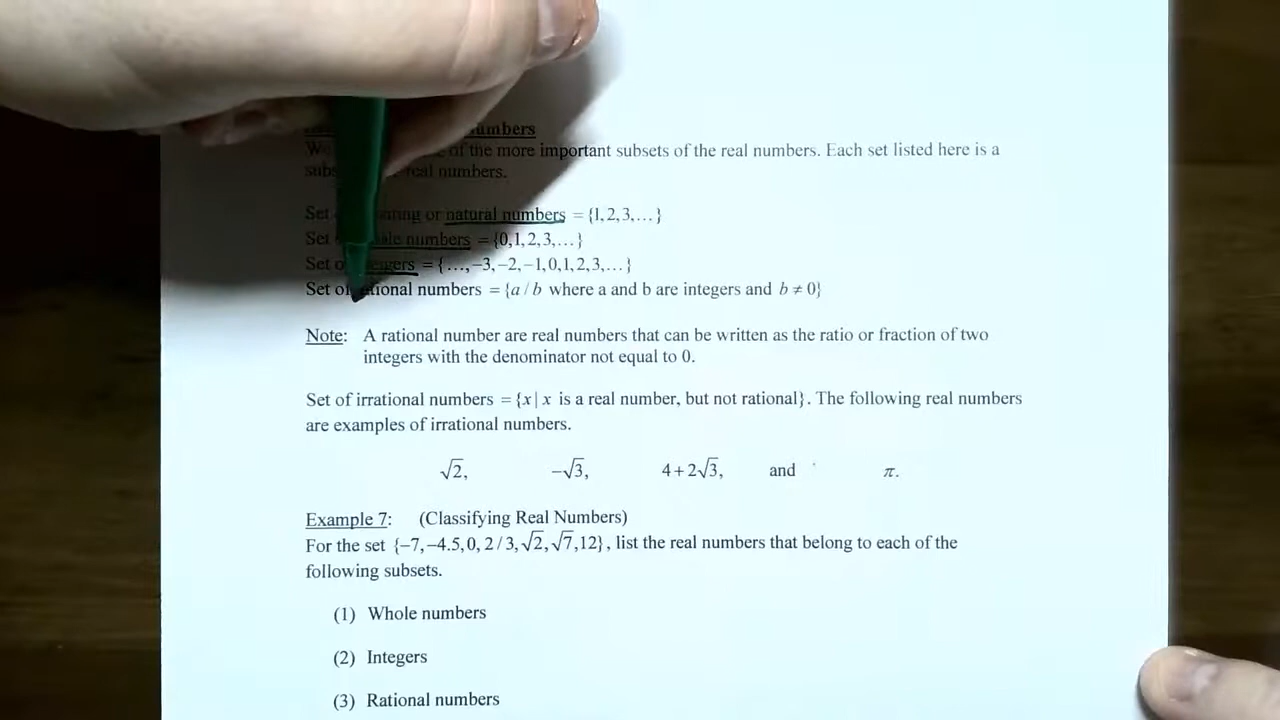 numbers
of the more important subsets of the real numbers. Each set listed here is a
real numbers.
Set or natural numbers = {1, 2, 3, ...}
Set numbers = {0, 1, 2, 3, ...}
Set = {..., −3, −2, −1, 0, 1, 2, 3, ...}
Set of numbers = {a / b where a and b are integers and b ≠ 0}
Note: A rational number are real numbers that can be written as the ratio or fraction of two
integers with the denominator not equal to 0.
Set of irrational numbers = {x | x is a real number, but not rational}. The following real numbers
are examples of irrational numbers.
√2, −√3, 4 + 2√3, and π.
Example 7: (Classifying Real Numbers)
For the set {−7, −4.5, 0, 2 / 3, √2, √7, 12}, list the real numbers that belong to each of the
following subsets.
(1) Whole numbers
(2) Integers
(3) Rational numbers